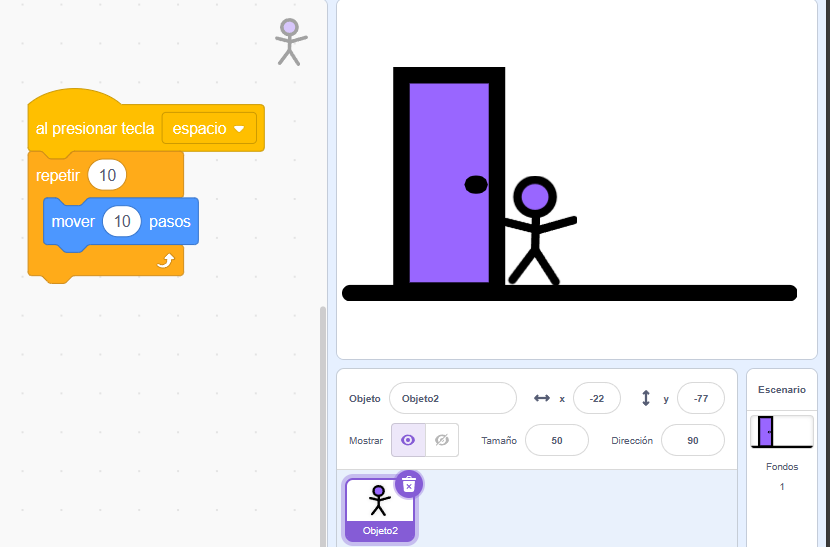 al presionar tecla espacio
repetir 10
mover 10 pasos
Objeto Objeto2 x -22 y -77
Mostrar Tamaño 50 Dirección 90
Objeto2
Escenario
Fondos
1